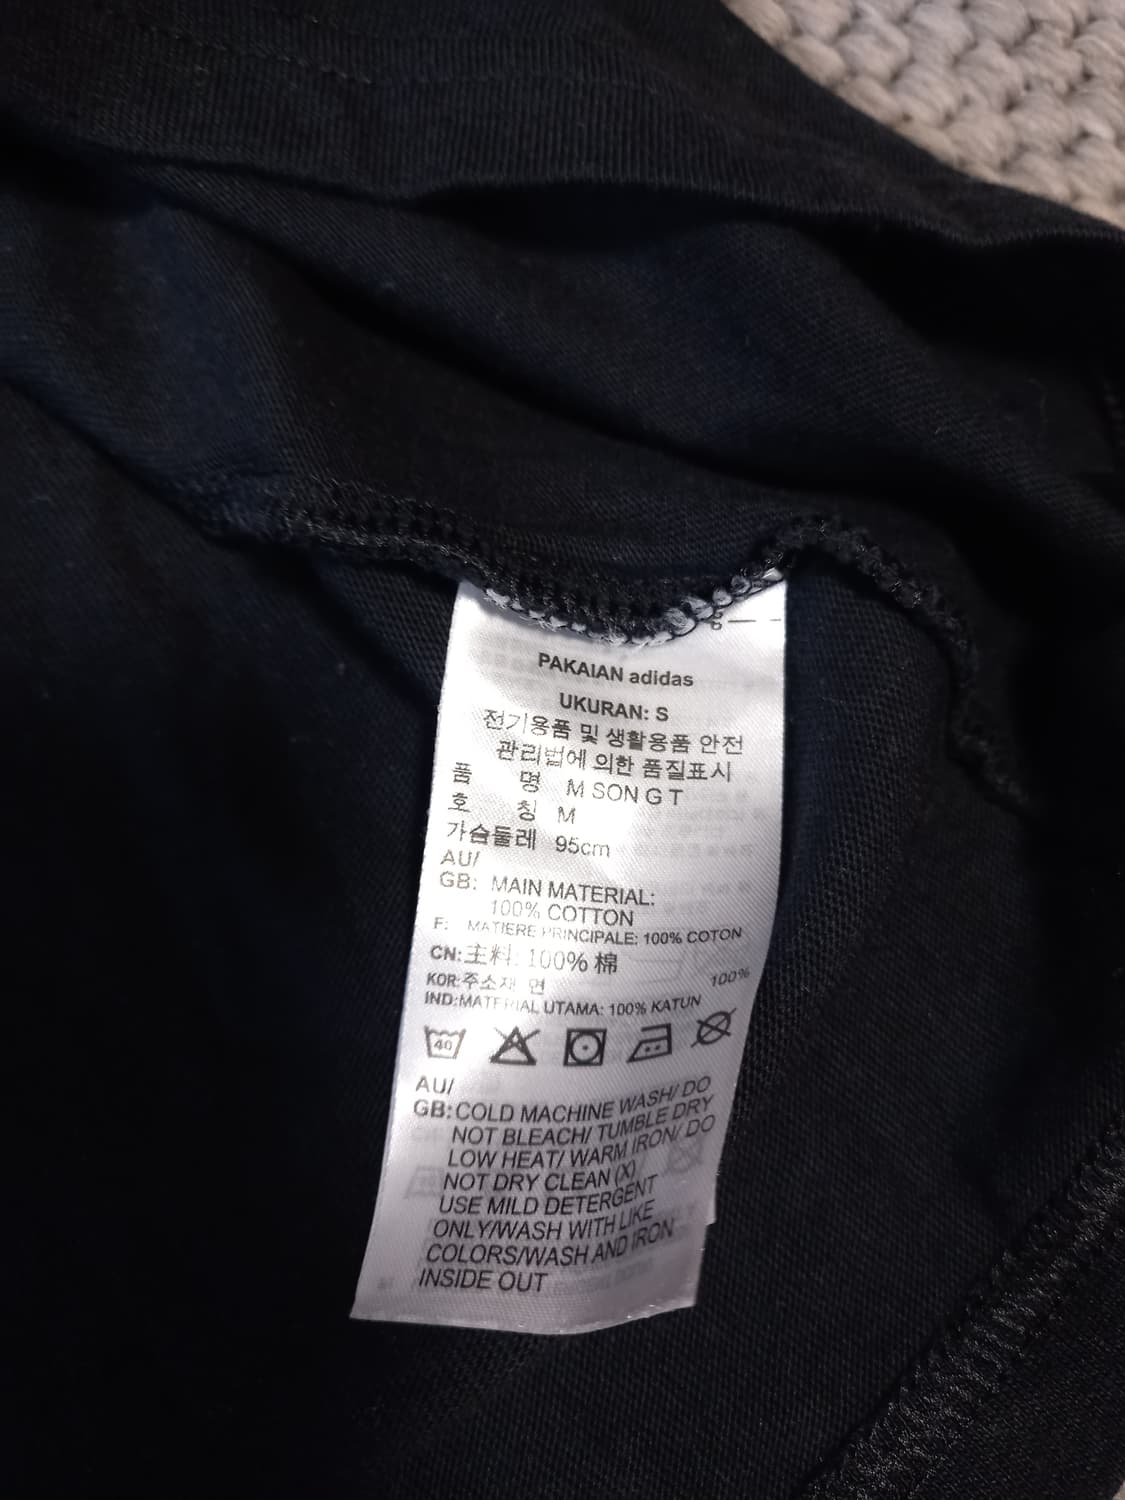 PAKAIAN adidas
UKURAN: S
전기용품 및 생활용품 안전
관리법에 의한 품질표시
품 명 M SON G T
호 칭 M
가슴둘레 95cm
AU/
GB: MAIN MATERIAL:
100% COTTON
F: MATIERE PRINCIPALE: 100% COTON
CN:主料: 100% 棉
KOR:주소재 면 100%
IND:MATERIAL UTAMA: 100% KATUN
40
AU/
GB:COLD MACHINE WASH/ DO
NOT BLEACH/ TUMBLE DRY
LOW HEAT/ WARM IRON/ DO
NOT DRY CLEAN (X)
USE MILD DETERGENT
ONLY/WASH WITH LIKE
COLORS/WASH AND IRON
INSIDE OUT